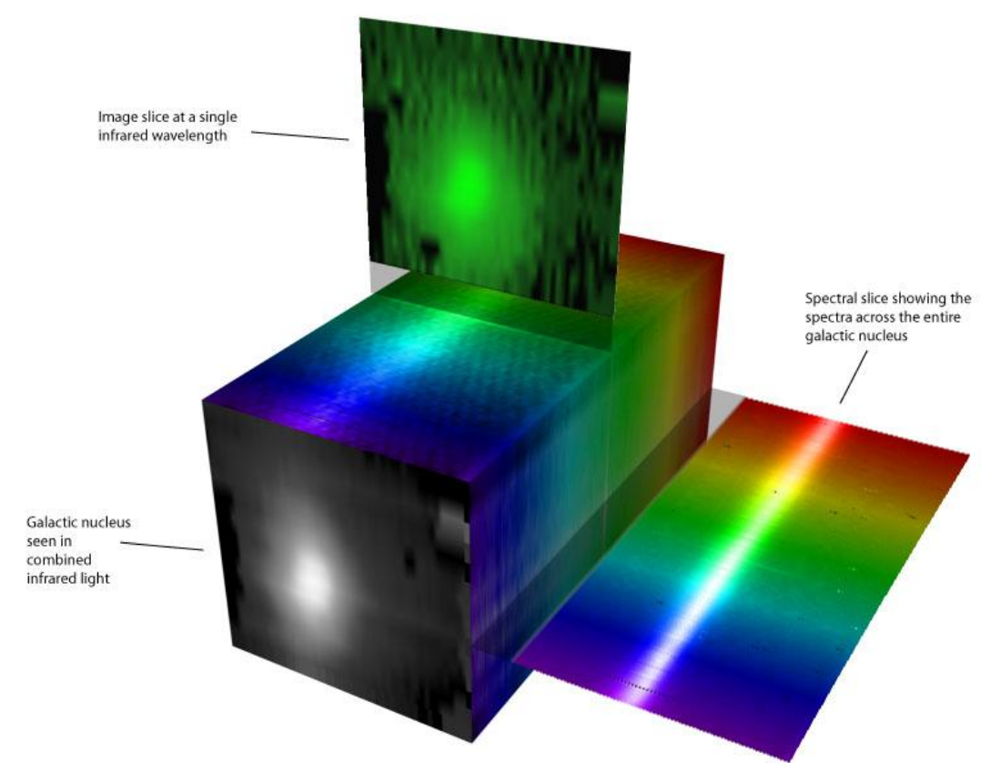 Image slice at a single
infrared wavelength
Spectral slice showing the
spectra across the entire
galactic nucleus
Galactic nucleus
seen in
combined
infrared light